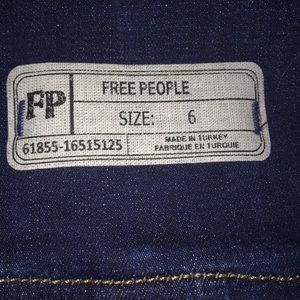 FP
FREE PEOPLE
SIZE: 6
61855-16515125
MADE IN TURKEY
FABRIQUE EN TURQUIE